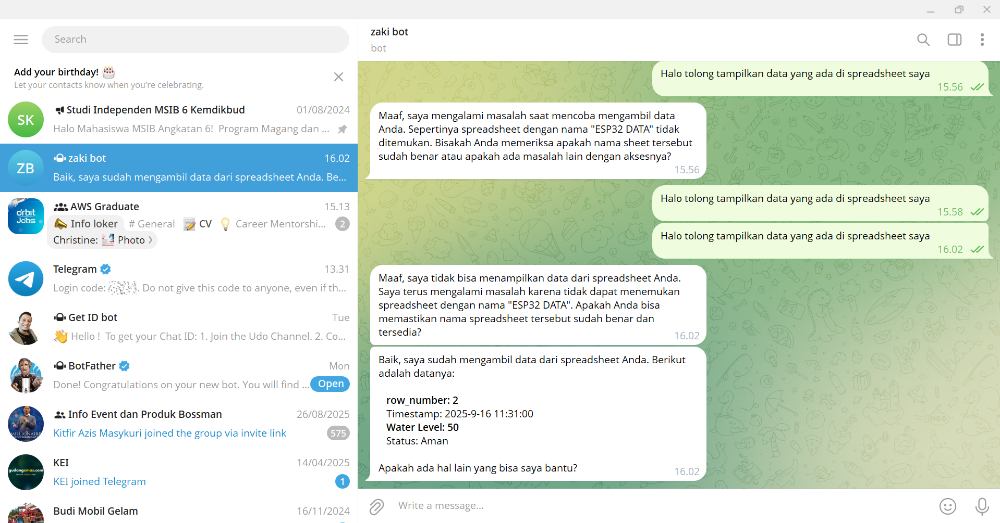 Search
Add your birthday! 🎂
Let your contacts know when you’re celebrating.
SK
Studi Independen MSIB 6 Kemdikbud
01/08/2024
Halo Mahasiswa MSIB Angkatan 6! Program Magang dan ...
ZB
zaki bot
16.02
Baik, saya sudah mengambil data dari spreadsheet Anda. Be...
orbit
Jobs
AWS Graduate
15.13
Info loker # General 📝 CV 💡 Career Mentorshi...
2
Christine: Photo ›
Telegram
13.31
Login code: . Do not give this code to anyone, even if th...
Get ID bot
Tue
👋 Hello ! To get your Chat ID: 1. Join the Udo Channel. 2. Co...
BotFather
Mon
Done! Congratulations on your new bot. You will find ...
Open
MILLIONAIRE
Info Event dan Produk Bossman
26/08/2025
Kitfir Azis Masykuri joined the group via invite link
575
gudangemas.com
KEI
14/04/2025
KEI joined Telegram
1
Budi Mobil Gelam
16/11/2024
zaki bot
bot
Halo tolong tampilkan data yang ada di spreadsheet saya
15.56
Maaf, saya mengalami masalah saat mencoba mengambil data
Anda. Sepertinya spreadsheet dengan nama "ESP32 DATA" tidak
ditemukan. Bisakah Anda memeriksa apakah nama sheet tersebut
sudah benar atau apakah ada masalah lain dengan aksesnya?
15.56
Halo tolong tampilkan data yang ada di spreadsheet saya
15.58
Halo tolong tampilkan data yang ada di spreadsheet saya
16.02
Maaf, saya tidak bisa menampilkan data dari spreadsheet Anda.
Saya terus mengalami masalah karena tidak dapat menemukan
spreadsheet dengan nama "ESP32 DATA". Apakah Anda bisa
memastikan nama spreadsheet tersebut sudah benar dan
tersedia?
16.02
Baik, saya sudah mengambil data dari spreadsheet Anda. Berikut
adalah datanya:
row_number: 2
Timestamp: 2025-9-16 11:31:00
Water Level: 50
Status: Aman
Apakah ada hal lain yang bisa saya bantu?
16.02
Write a message...